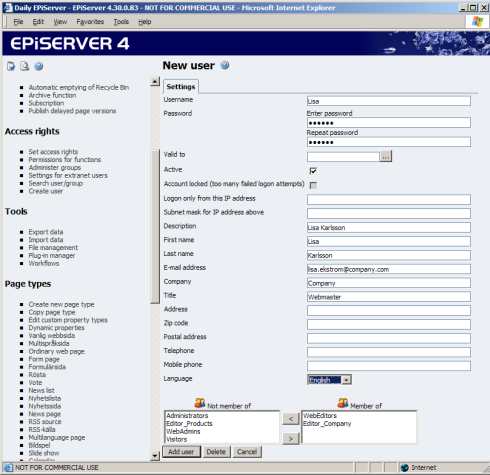 Daily EPiServer - EPiServer 4.30.0.83 - NOT FOR COMMERCIAL USE - Microsoft Internet Explorer
File Edit View Favorites Tools Help
EPiSERVER 4
Automatic emptying of Recycle Bin
Archive function
Subscription
Publish delayed page versions
Access rights
Set access rights
Permissions for functions
Administer groups
Settings for extranet users
Search user/group
Create user
Tools
Export data
Import data
File management
Plug-in manager
Workflows
Page types
Create new page type
Copy page type
Edit custom property types
Dynamic properties
Vanlig webbsida
Multispråksida
Ordinary web page
Form page
Formulärsida
Rösta
Vote
News list
Nyhetslista
Nyhetssida
News page
RSS source
RSS-källa
Multilanguage page
Bildspel
Slide show
Calendar
New user
Settings
Username Lisa
Password Enter password
••••••
Repeat password
••••••
Valid to ...
Active
Account locked (too many failed logon attempts)
Logon only from this IP address
Subnet mask for IP address above
Description Lisa Karlsson
First name Lisa
Last name Karlsson
E-mail address lisa.ekstrom@company.com
Company Company
Title Webmaster
Address
Zip code
Postal address
Telephone
Mobile phone
Language English
Not member of Member of
Administrators
Editor_Products
WebAdmins
Visitors
<
>
WebEditors
Editor_Company
Add user Delete Cancel
NOT FOR COMMERCIAL USE Internet